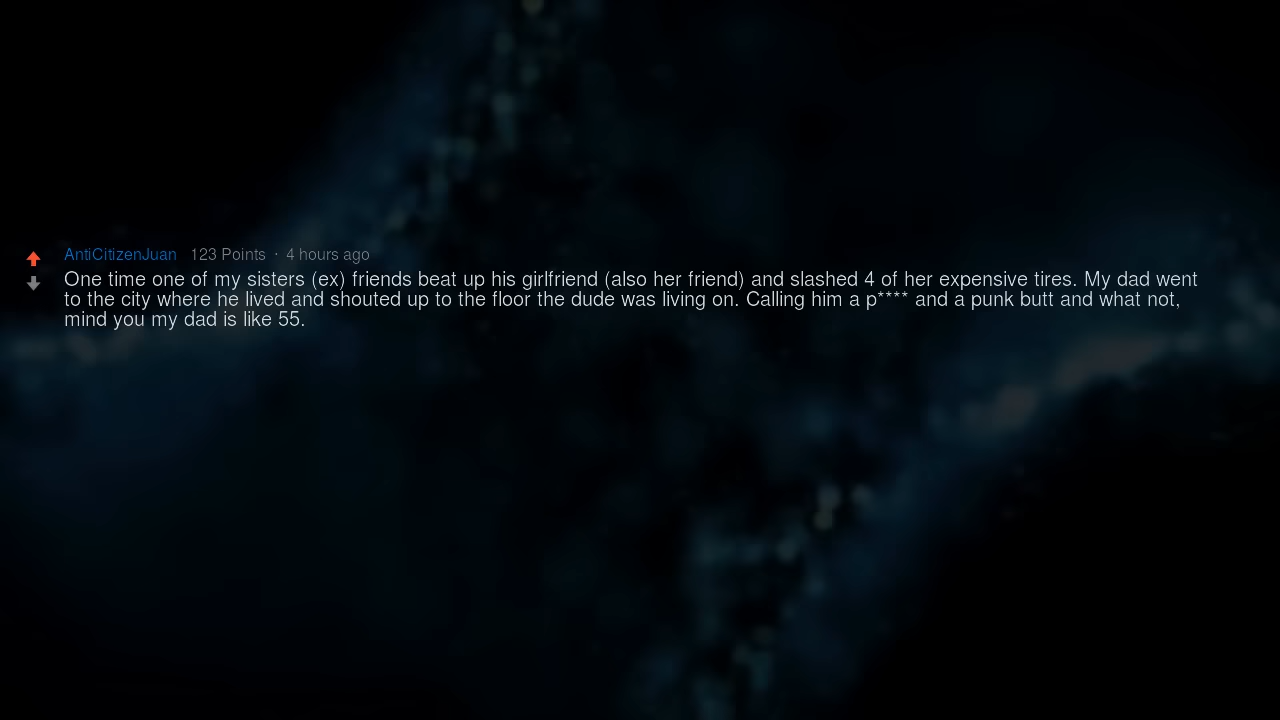 AntiCitizenJuan 123 Points · 4 hours ago
One time one of my sisters (ex) friends beat up his girlfriend (also her friend) and slashed 4 of her expensive tires. My dad went
to the city where he lived and shouted up to the floor the dude was living on. Calling him a p**** and a punk butt and what not,
mind you my dad is like 55.